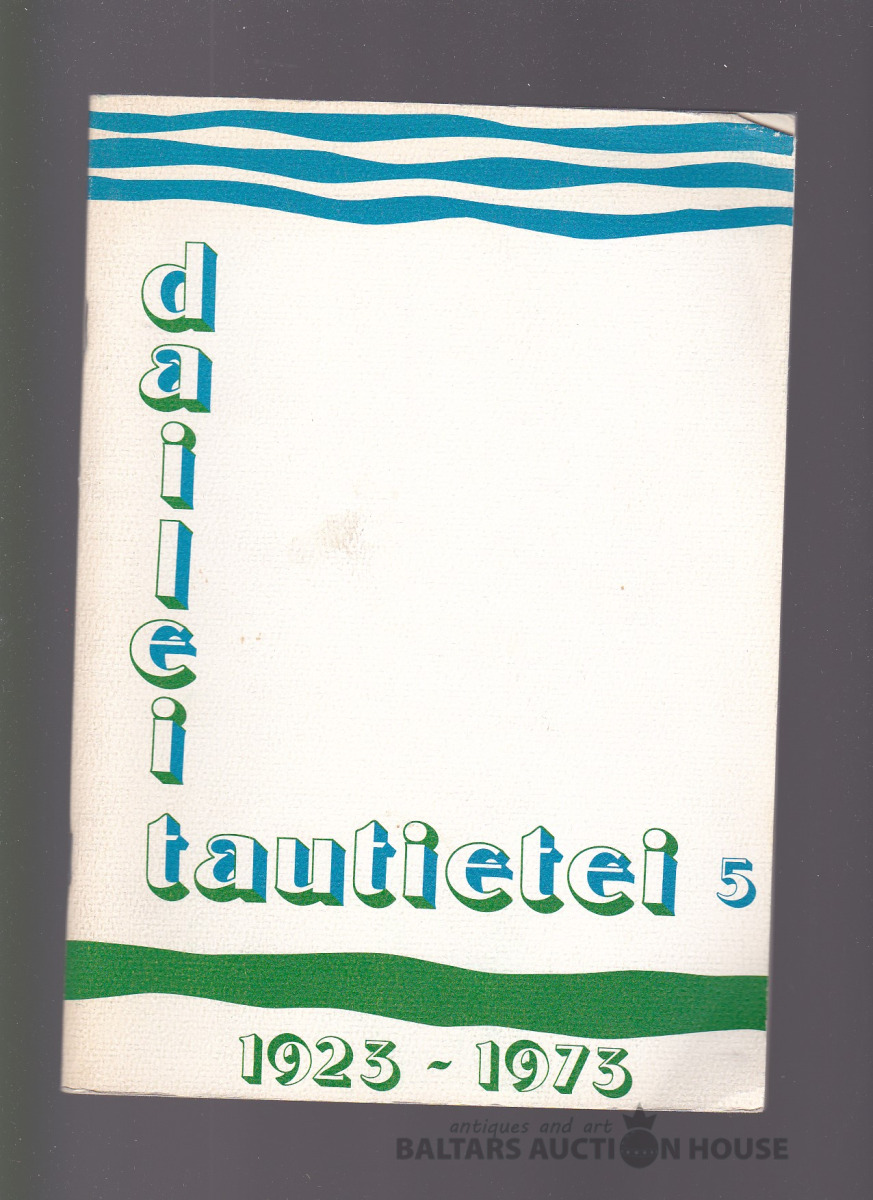 dailei
tautietei 5
1923 - 1973
antiques and art
BALTARS AUCTION HOUSE